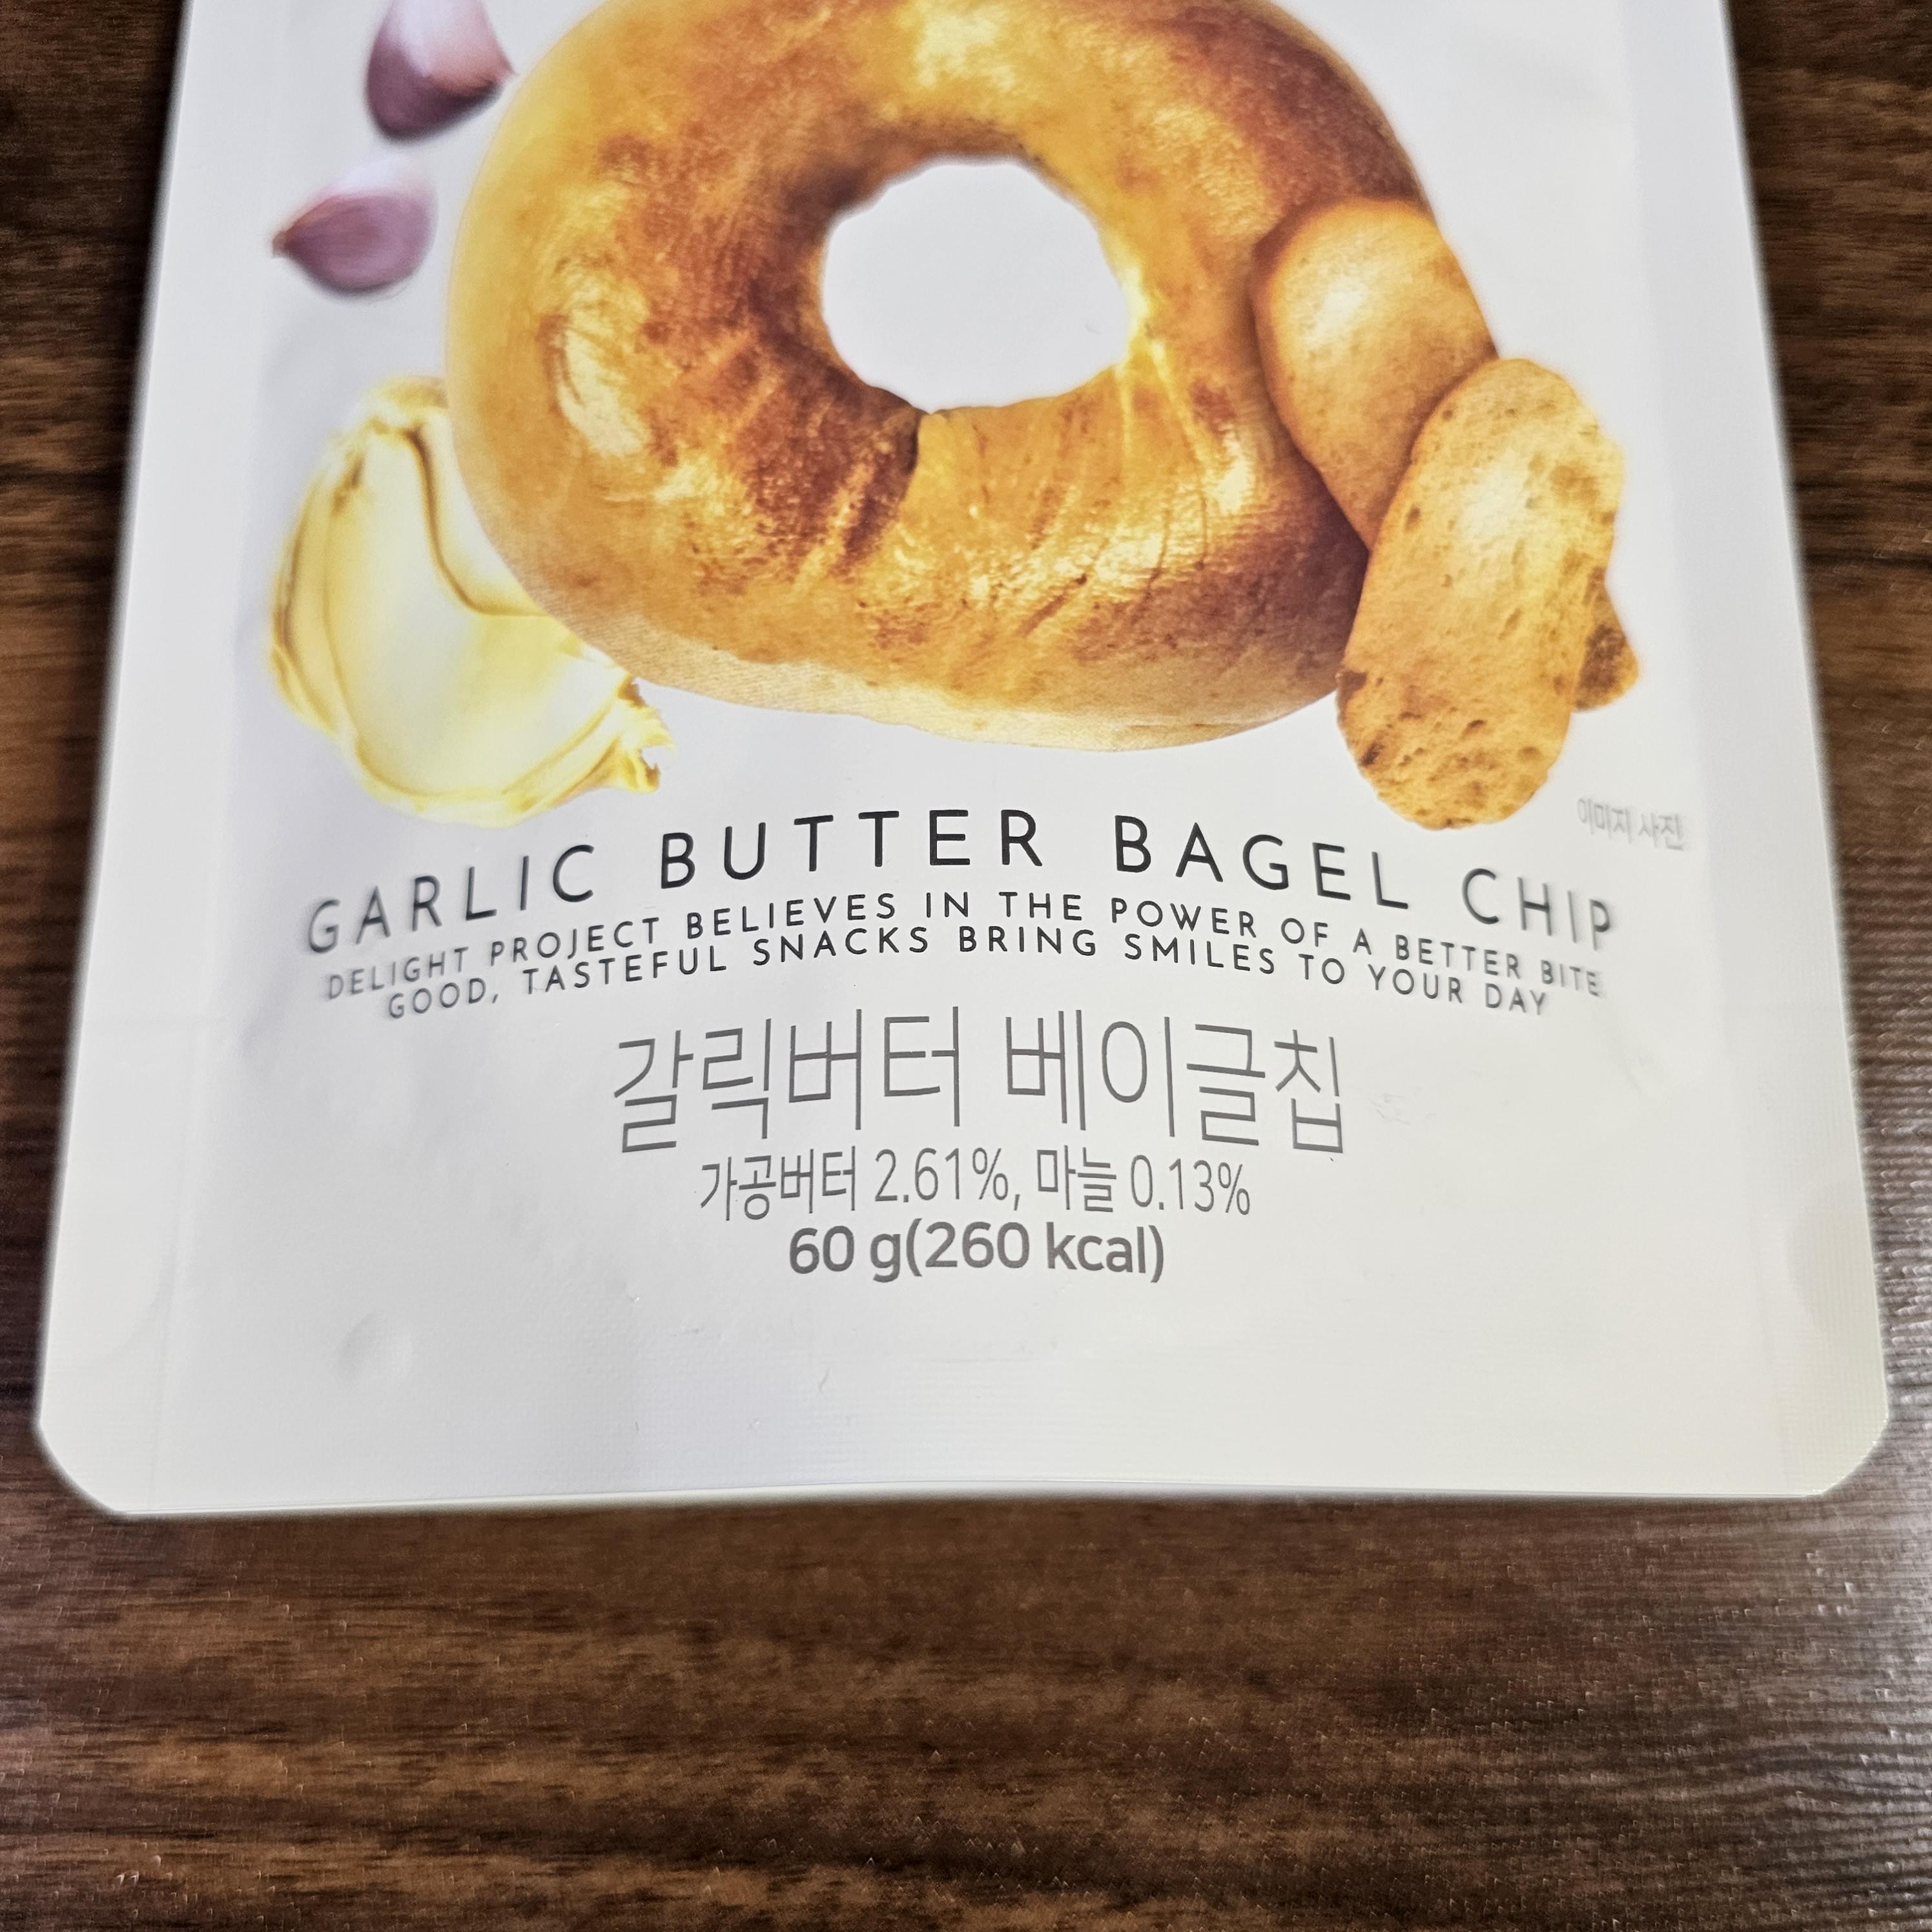 이미지 사진
GARLIC BUTTER BAGEL CHIP
DELIGHT PROJECT BELIEVES IN THE POWER OF A BETTER BITE
GOOD, TASTEFUL SNACKS BRING SMILES TO YOUR DAY
갈릭버터 베이글칩
가공버터 2.61%, 마늘 0.13%
60 g(260 kcal)